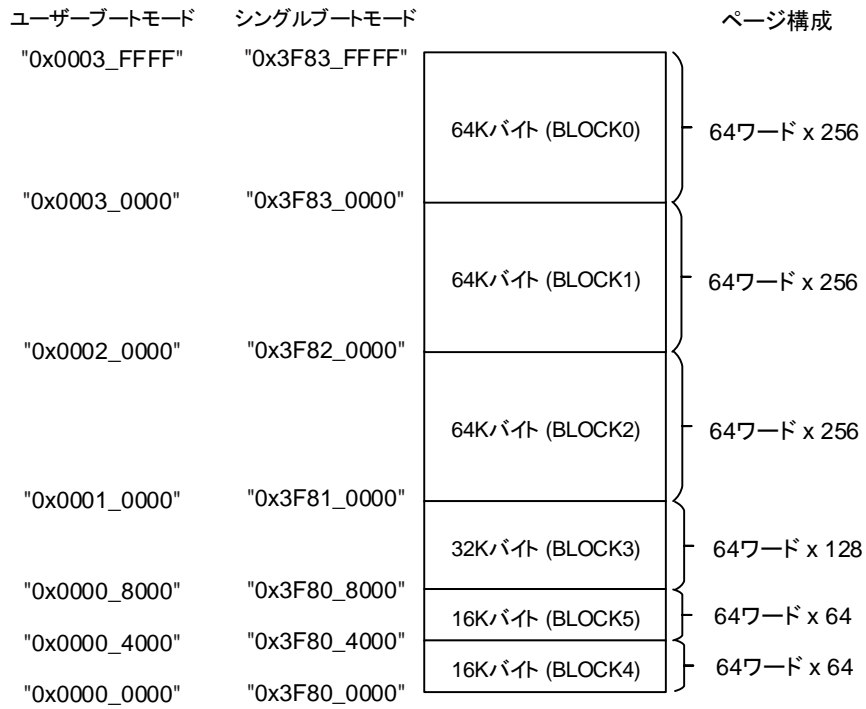 ユーザーブートモード シングルブートモード ページ構成
"0x0003_FFFF" "0x3F83_FFFF"
64Kバイト (BLOCK0) 64ワード x 256
"0x0003_0000" "0x3F83_0000"
64Kバイト (BLOCK1) 64ワード x 256
"0x0002_0000" "0x3F82_0000"
64Kバイト (BLOCK2) 64ワード x 256
"0x0001_0000" "0x3F81_0000"
32Kバイト (BLOCK3) 64ワード x 128
"0x0000_8000" "0x3F80_8000"
16Kバイト (BLOCK5) 64ワード x 64
"0x0000_4000" "0x3F80_4000"
16Kバイト (BLOCK4) 64ワード x 64
"0x0000_0000" "0x3F80_0000"